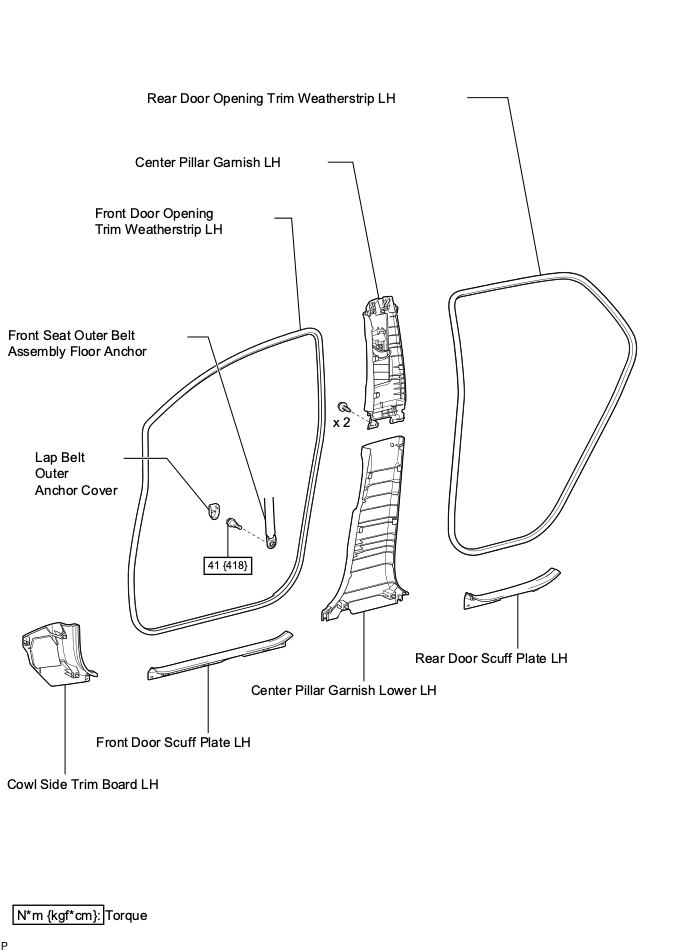 Rear Door Opening Trim Weatherstrip LH
Center Pillar Garnish LH
Front Door Opening
Trim Weatherstrip LH
Front Seat Outer Belt
Assembly Floor Anchor
x 2
Lap Belt
Outer
Anchor Cover
41 {418}
Rear Door Scuff Plate LH
Center Pillar Garnish Lower LH
Front Door Scuff Plate LH
Cowl Side Trim Board LH
N*m {kgf*cm}: Torque
P